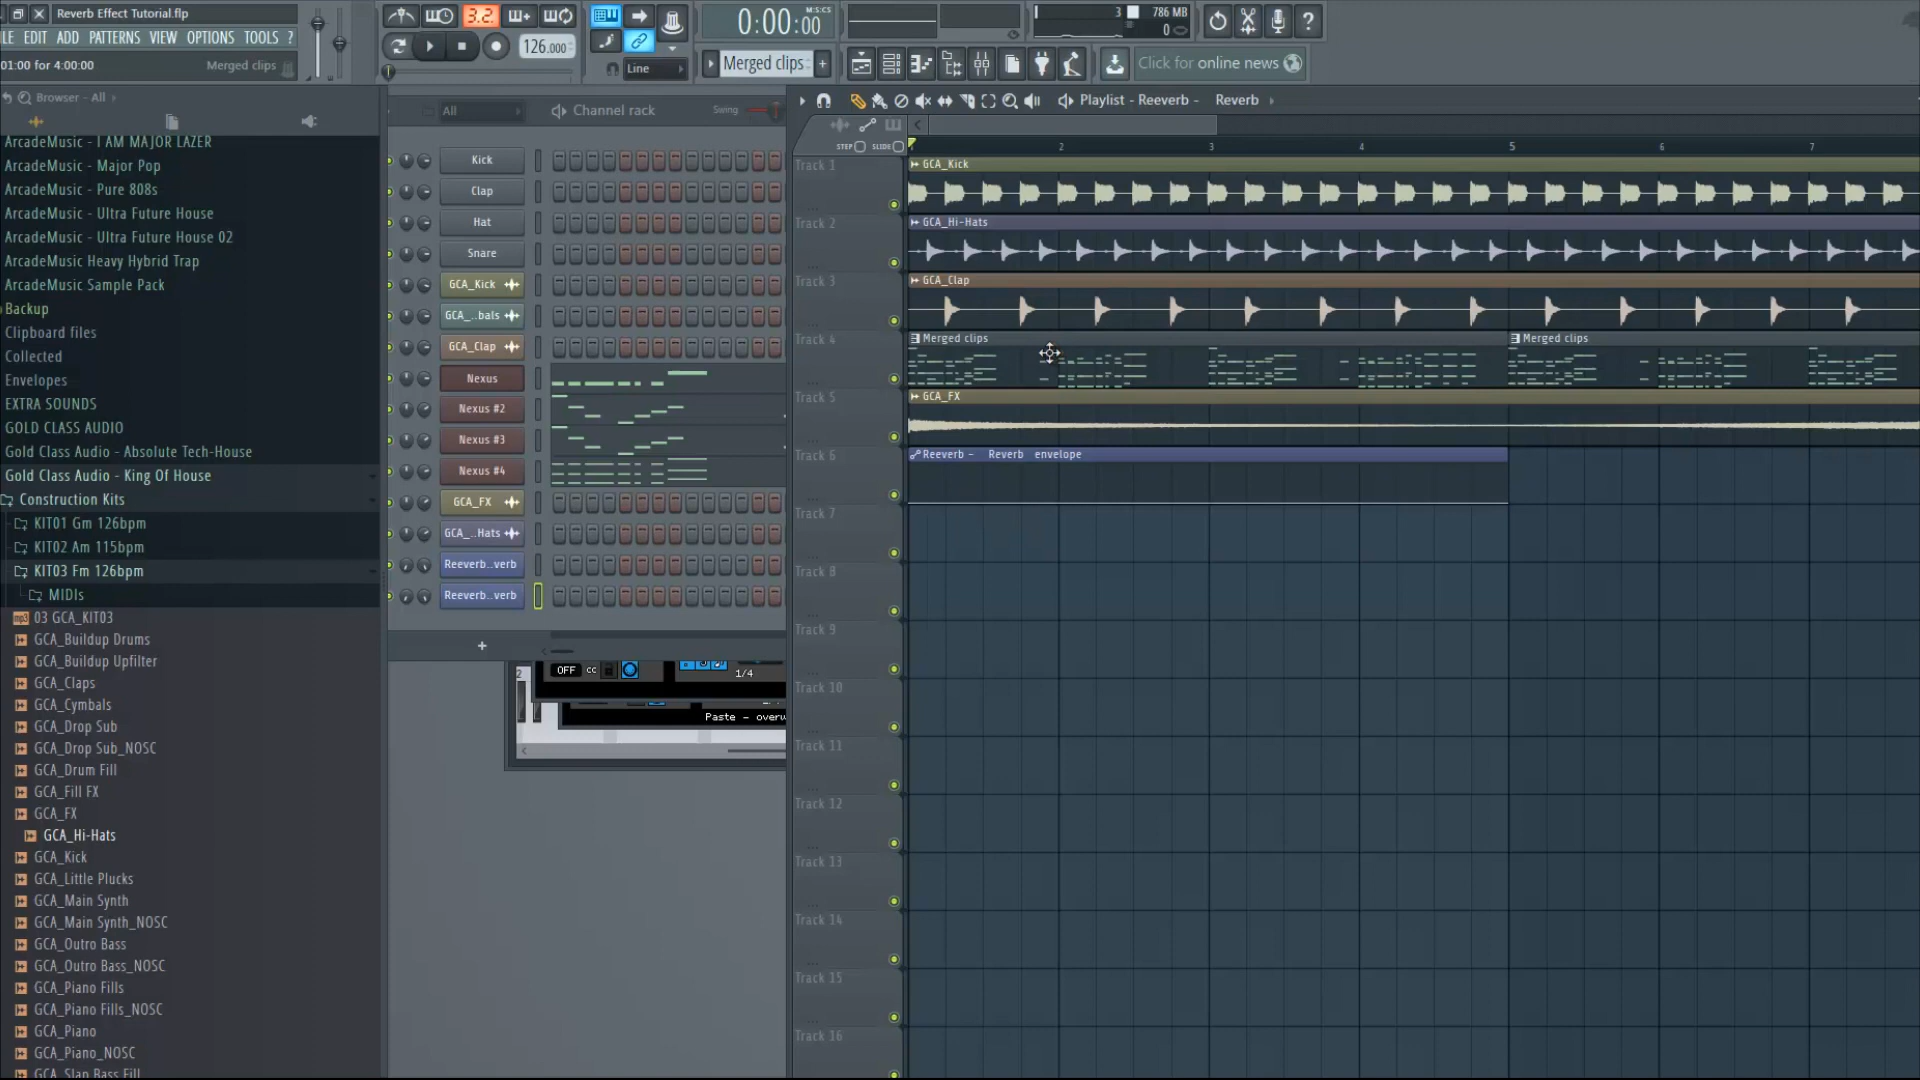 Reverb Effect Tutorial.flp
LE EDIT ADD PATTERNS VIEW OPTIONS TOOLS ?
01:00 for 4:00:00 Merged clips
3.2.
126.000
Line
0:00:00
M:S:CS
3
786 MB
0
Merged clips
Click for online news
Browser - All
ArcadeMusic - I AM MAJOR LAZER
ArcadeMusic - Major Pop
ArcadeMusic - Pure 808s
ArcadeMusic - Ultra Future House
ArcadeMusic - Ultra Future House 02
ArcadeMusic Heavy Hybrid Trap
ArcadeMusic Sample Pack
Backup
Clipboard files
Collected
Envelopes
EXTRA SOUNDS
GOLD CLASS AUDIO
Gold Class Audio - Absolute Tech-House
Gold Class Audio - King Of House
Construction Kits
KIT01 Gm 126bpm
KIT02 Am 115bpm
KIT03 Fm 126bpm
MIDIs
03 GCA_KIT03
GCA_Buildup Drums
GCA_Buildup Upfilter
GCA_Claps
GCA_Cymbals
GCA_Drop Sub
GCA_Drop Sub_NOSC
GCA_Drum Fill
GCA_Fill FX
GCA_FX
GCA_Hi-Hats
GCA_Kick
GCA_Little Plucks
GCA_Main Synth
GCA_Main Synth_NOSC
GCA_Outro Bass
GCA_Outro Bass_NOSC
GCA_Piano Fills
GCA_Piano Fills_NOSC
GCA_Piano
GCA_Piano_NOSC
GCA_Slap Bass Fill
All Channel rack Swing
Kick
Clap
Hat
Snare
GCA_Kick
GCA_..bals
GCA_Clap
Nexus
Nexus #2
Nexus #3
Nexus #4
GCA_FX
GCA_..Hats
Reeverb..verb
Reeverb..verb
+
2
OFF cc
1/4
Paste - overw
Playlist - Reeverb - Reverb
STEP SLIDE
2 3 4 5 6 7
Track 1
GCA_Kick
Track 2
GCA_Hi-Hats
Track 3
GCA_Clap
Track 4
Merged clips
Merged clips
Track 5
GCA_FX
Track 6
Reeverb - Reverb envelope
Track 7
Track 8
Track 9
Track 10
Track 11
Track 12
Track 13
Track 14
Track 15
Track 16